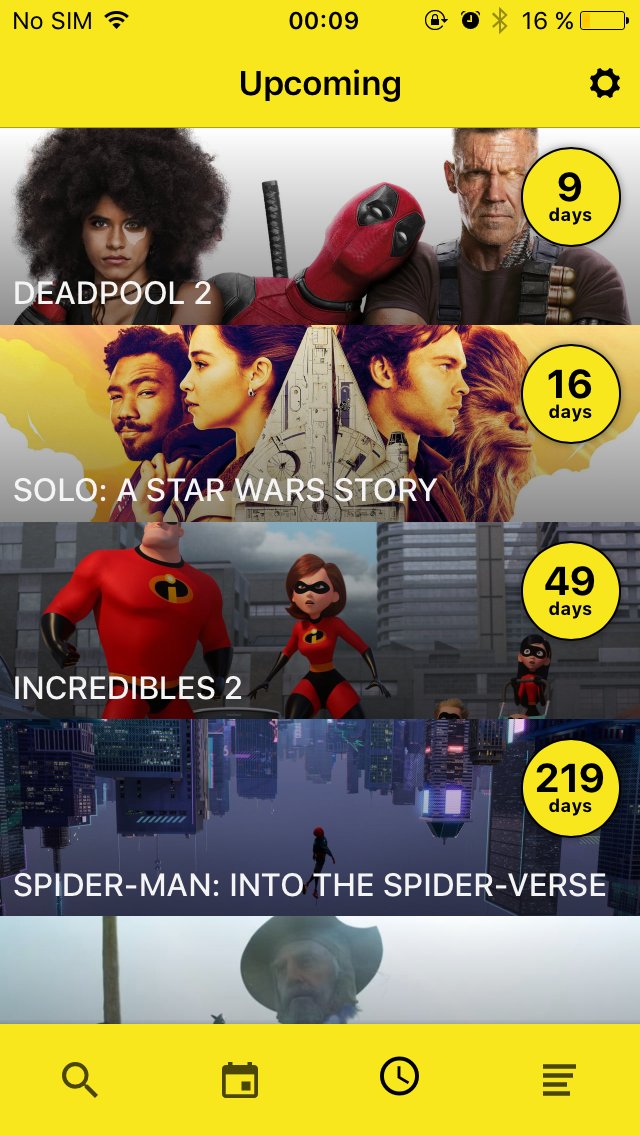 No SIM 00:09 16 %
Upcoming
9
days
DEADPOOL 2
16
days
SOLO: A STAR WARS STORY
49
days
INCREDIBLES 2
219
days
SPIDER-MAN: INTO THE SPIDER-VERSE